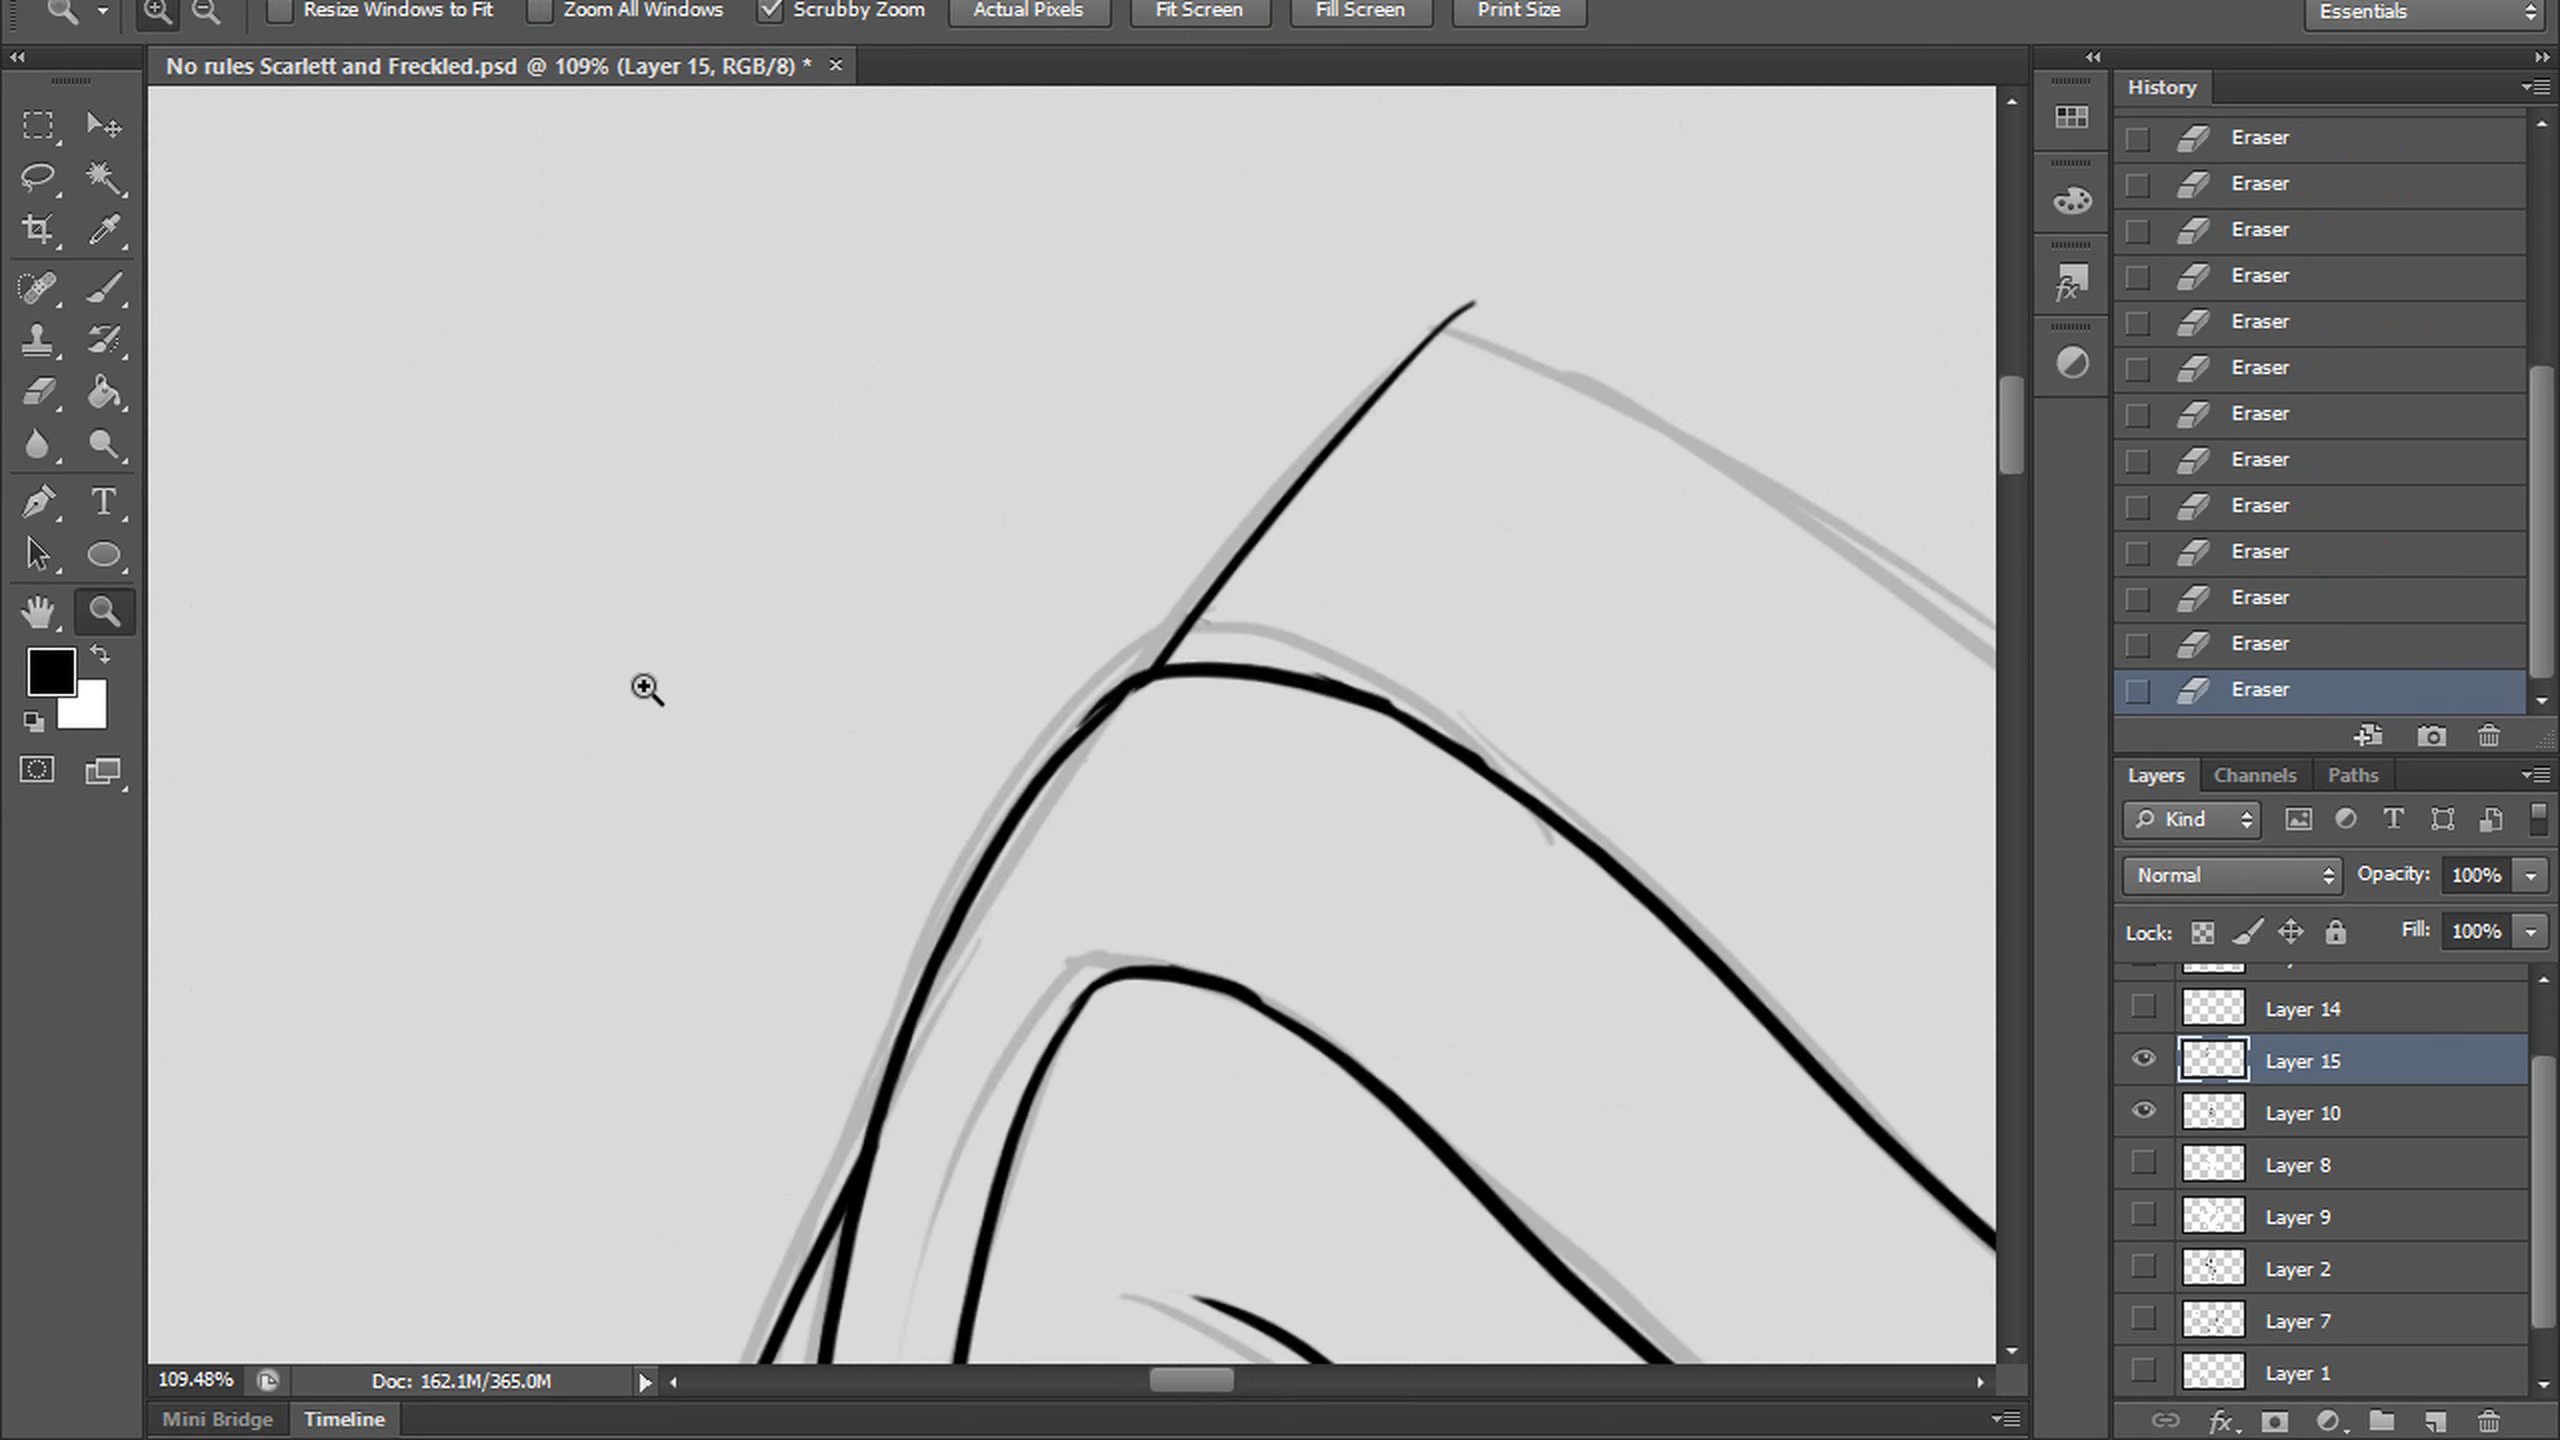 Resize Windows to Fit
Zoom All Windows
Scrubby Zoom
Actual Pixels
Fit Screen
Fill Screen
Print Size
Essentials
No rules Scarlett and Freckled.psd @ 109% (Layer 15, RGB/8) *
History
Eraser
Eraser
Eraser
Eraser
Eraser
Eraser
Eraser
Eraser
Eraser
Eraser
Eraser
Eraser
Eraser
Layers Channels Paths
Kind
Normal
Opacity: 100%
Lock:
Fill: 100%
Layer 14
Layer 15
Layer 10
Layer 8
Layer 9
Layer 2
Layer 7
Layer 1
109.48%
Doc: 162.1M/365.0M
Mini Bridge
Timeline